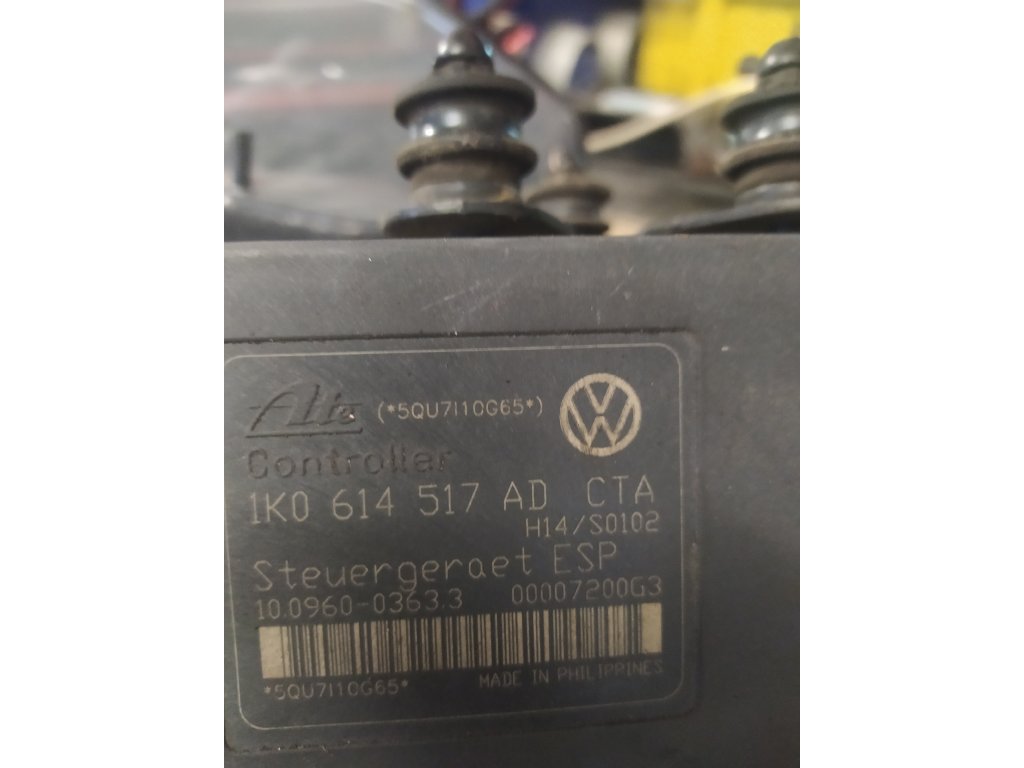 Ate (*5QU7I10G65*)
Controller
1K0 614 517 AD CTA
H14/S0102
Steuergeraet ESP
10.0960-0363.3 00007200G3
*5QU7I10G65* MADE IN PHILIPPINES